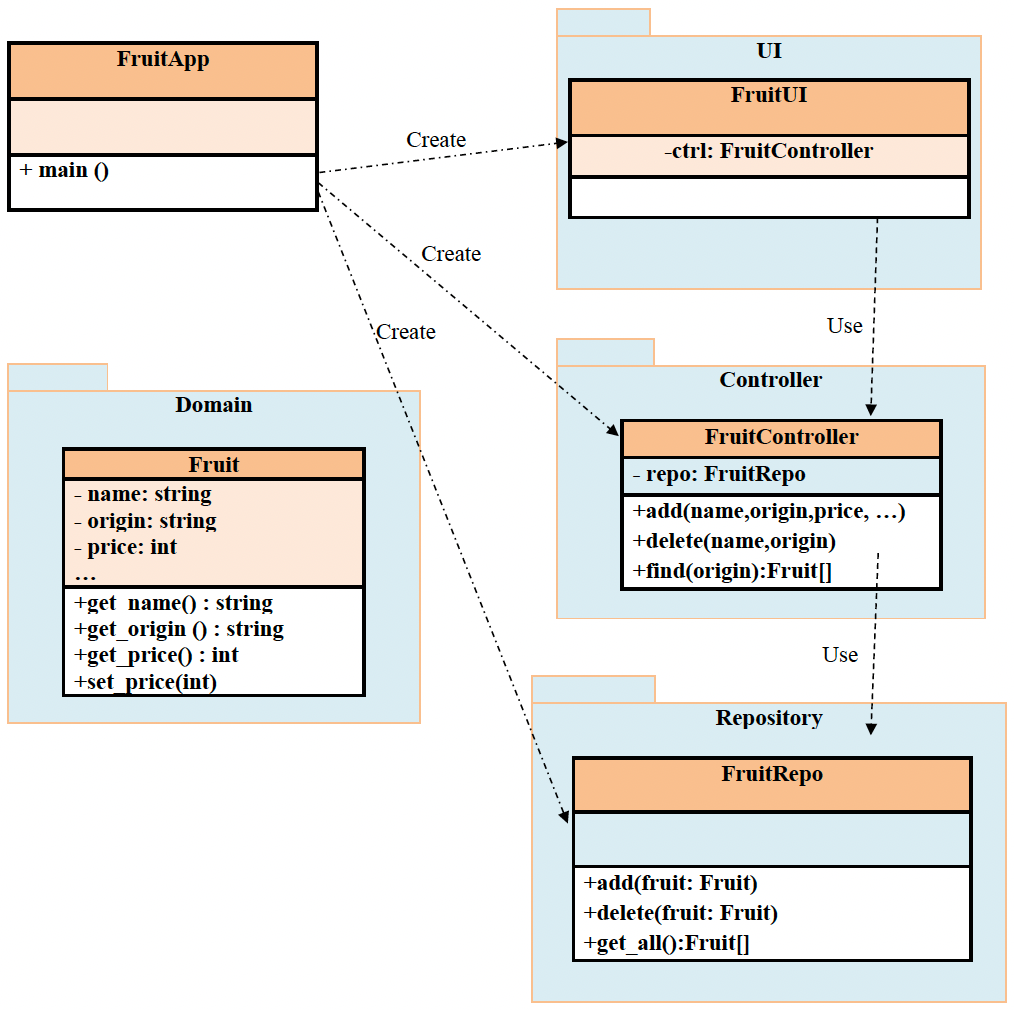 FruitApp
+ main ()
UI
FruitUI
-ctrl: FruitController
Create
Create
Create
Use
Controller
FruitController
- repo: FruitRepo
+add(name,origin,price, …)
+delete(name,origin)
+find(origin):Fruit[]
Domain
Fruit
- name: string
- origin: string
- price: int
…
+get_name() : string
+get_origin () : string
+get_price() : int
+set_price(int)
Use
Repository
FruitRepo
+add(fruit: Fruit)
+delete(fruit: Fruit)
+get_all():Fruit[]